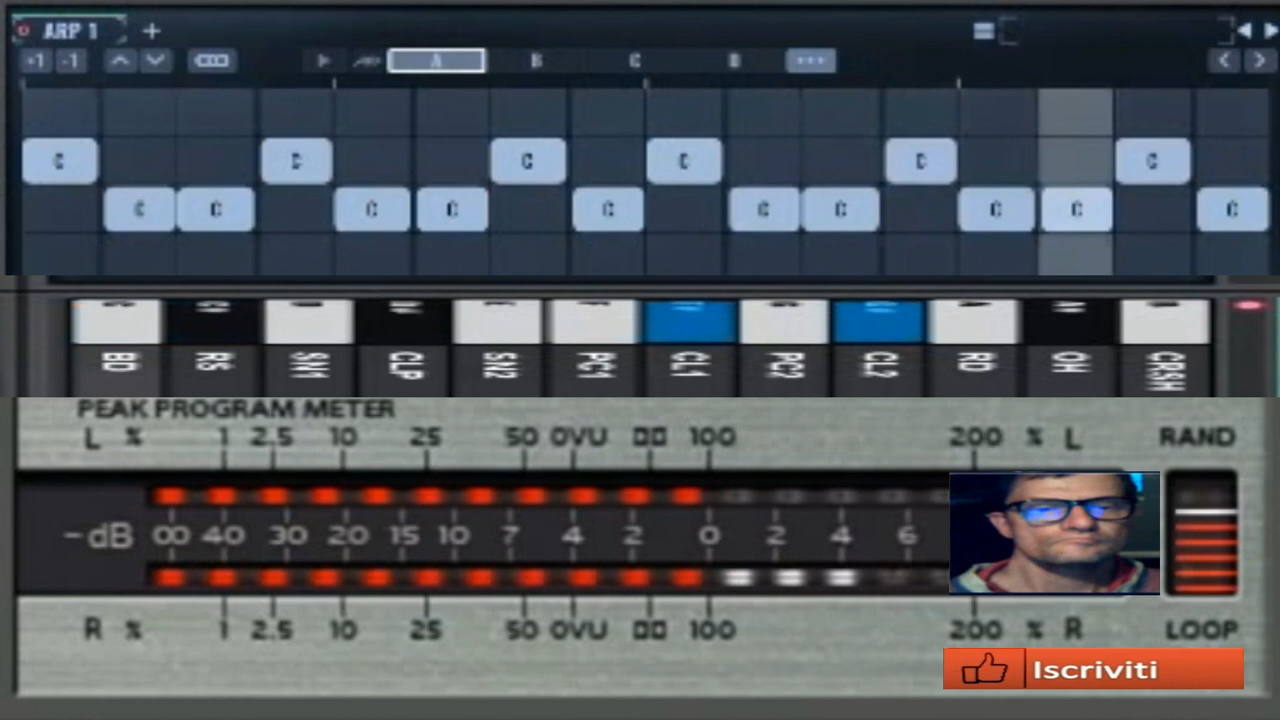 ARP 1 +
-1 -1 A B C D ...
C D C C D C
C C C C C C C C C C
BD RS SN1 CLP SN2 PC1 CL1 PC2 CL2 RD OH CRSH
PEAK PROGRAM METER
L % 1 2.5 10 25 50 0VU 100 200 % L RAND
-dB 00 40 30 20 15 10 7 4 2 0 2 4 6
R % 1 2.5 10 25 50 0VU 100 200 % R LOOP
Iscriviti